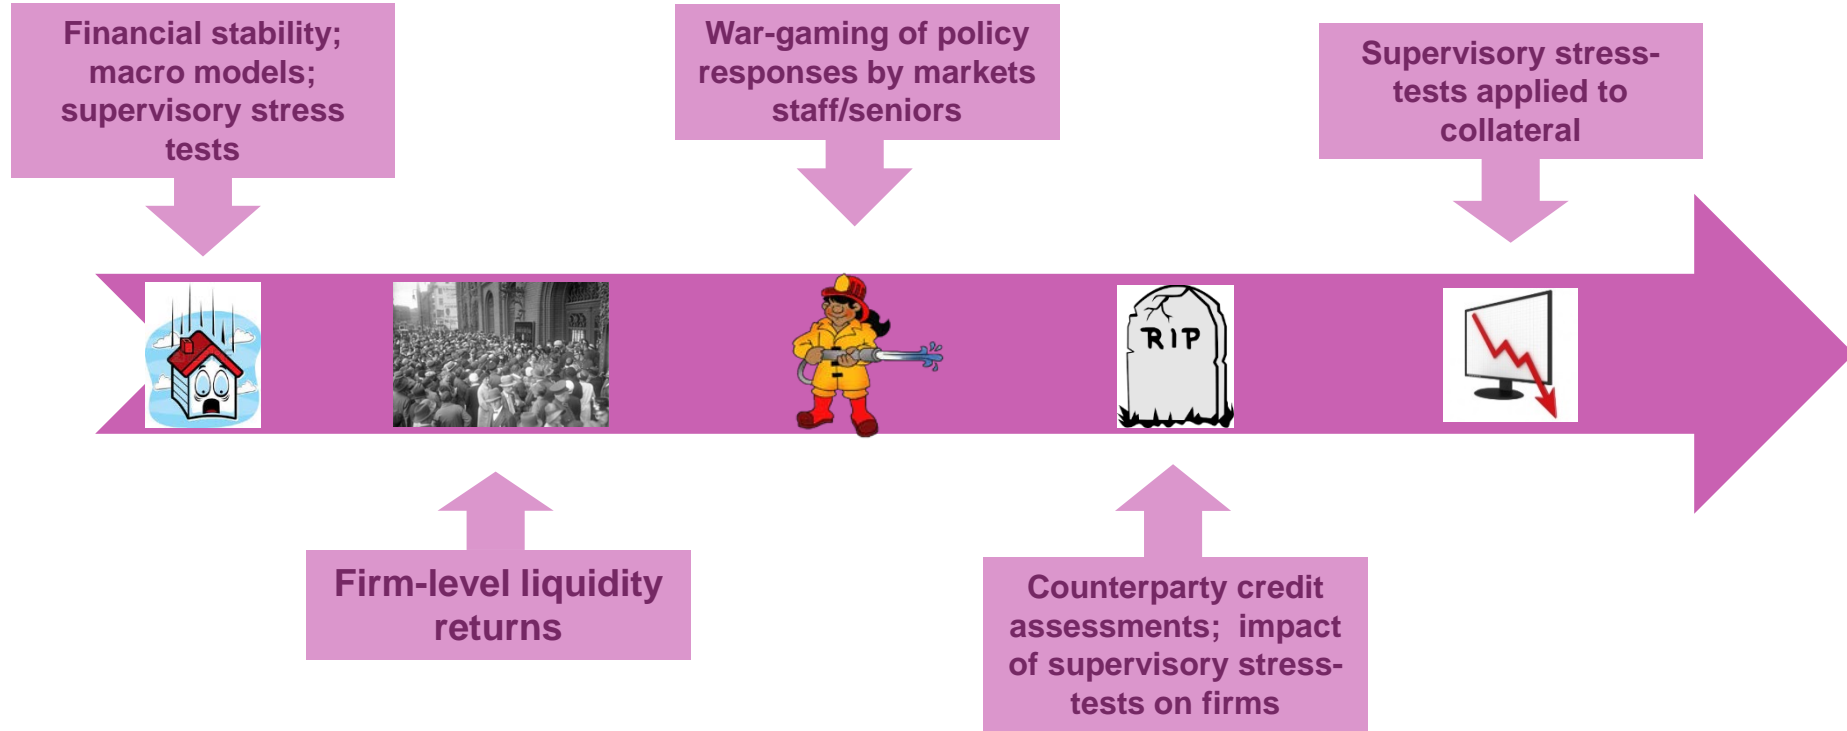 Financial stability;
macro models;
supervisory stress
tests
War-gaming of policy
responses by markets
staff/seniors
Supervisory stress-
tests applied to
collateral
RIP
Firm-level liquidity
returns
Counterparty credit
assessments;  impact
of supervisory stress-
tests on firms